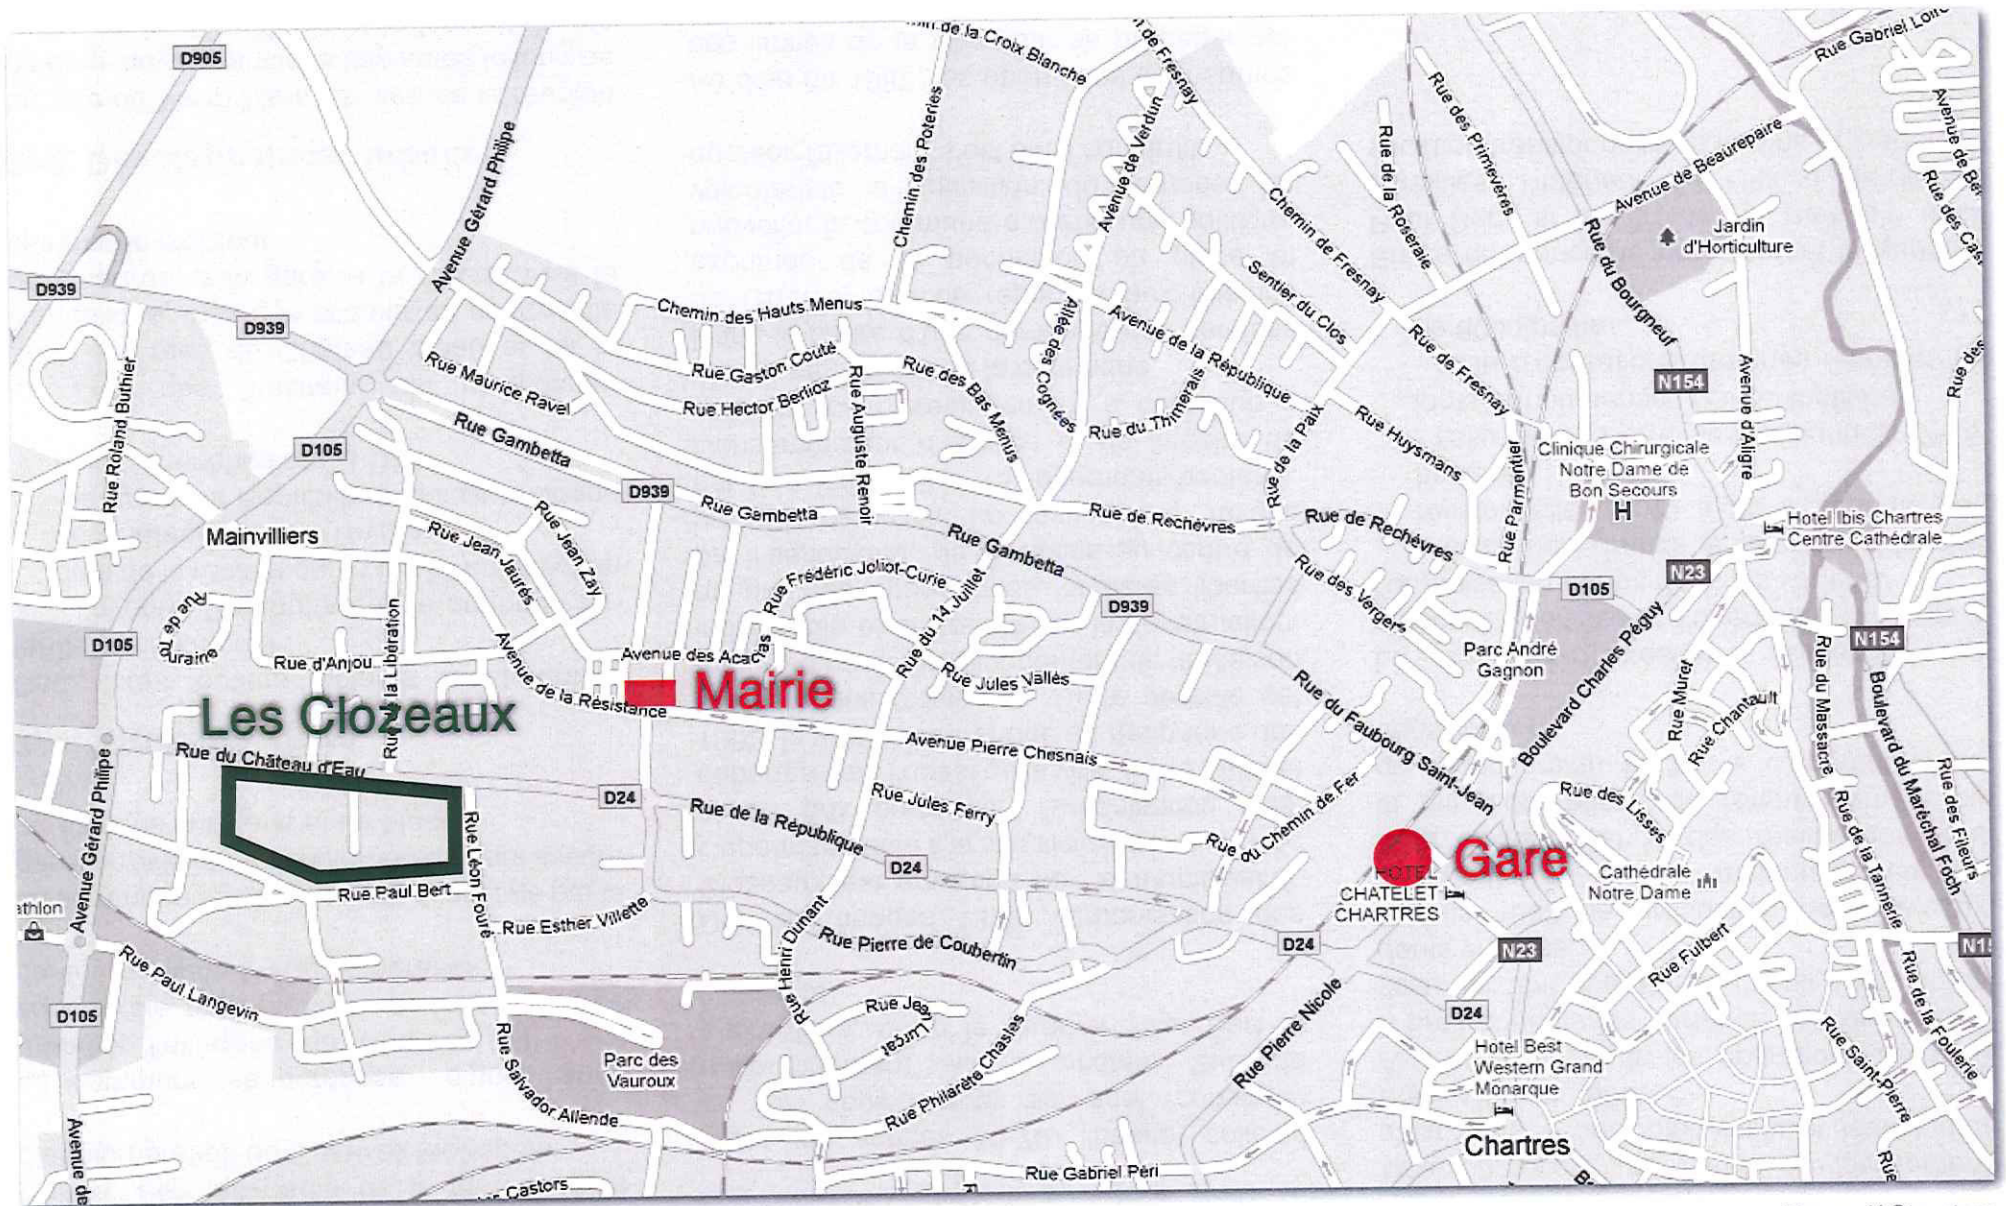 D905
Avenue Gérard Philipe
Chemin des Poteries
min de la Croix Blanche
n de Fresnay
Avenue de Verdun
Rue de la Roseraie
Rue des Primevères
Rue Gabriel Loire
Avenue de Beaurepaire
Jardin
d'Horticulture
Rue du Bourgneuf
Chemin de Fresnay
Sentier du Clos
D939
D939
Chemin des Hauts Menus
Rue Gaston Couté
Rue Hector Berlioz
Rue Maurice Ravel
Rue Auguste Renoir
Rue des Bas Menus
Allée des Cognées
Avenue de la République
Rue du Thimerais
Rue de la Paix
Rue Huysmans
Rue de Fresnay
Rue Parmentier
N154
Avenue d'Aligre
Rue des
Clinique Chirurgicale
Notre Dame de
Bon Secours
H
Hotel Ibis Chartres
Centre Cathédrale
Rue Roland Buthier
D105
Rue Gambetta
D939
Rue Gambetta
Rue Gambetta
Rue de Rechèvres
Rue de Rechèvres
Mainvilliers
Rue Jean Jaurés
Rue Jean Zay
Rue Frédéric Joliot-Curie
Rue du 14 Juillet
D939
Rue des Vergers
D105
N23
N154
Parc André
Gagnon
Boulevard Charles Péguy
D105
Rue de Touraine
Rue d'Anjou
Rue de la Libération
Avenue des Acacias
Mairie
Avenue de la Résistance
Les Clozeaux
Rue Jules Vallès
Rue du Faubourg Saint-Jean
Rue Muret
Rue Chantault
Rue du Massacre
Boulevard du Maréchal Foch
Rue des Fileurs
Rue du Château d'Eau
Avenue Pierre Chesnais
Rue Jules Ferry
Rue du Chemin de Fer
D24
Rue de la République
D24
Rue des Lisses
Rue de la Tannerie
Avenue Gérard Philipe
Rue Léon Fouré
Rue Paul Bert
Rue Esther Villette
Gare
HOTEL
CHATELET
CHARTRES
Cathédrale
Notre Dame
athlon
Rue Henri Dunant
Rue Pierre de Coubertin
D24
N23
Rue Fulbert
N15
Rue de la Foulerie
Rue Paul Langevin
D105
Rue Salvador Allende
Parc des
Vauroux
Rue Jean Lurçat
Rue Philarète Chasles
Rue Pierre Nicole
D24
Hotel Best
Western Grand
Monarque
Rue Saint-Pierre
Chartres
Rue Gabriel Péri
Castors
Avenue de
Rue